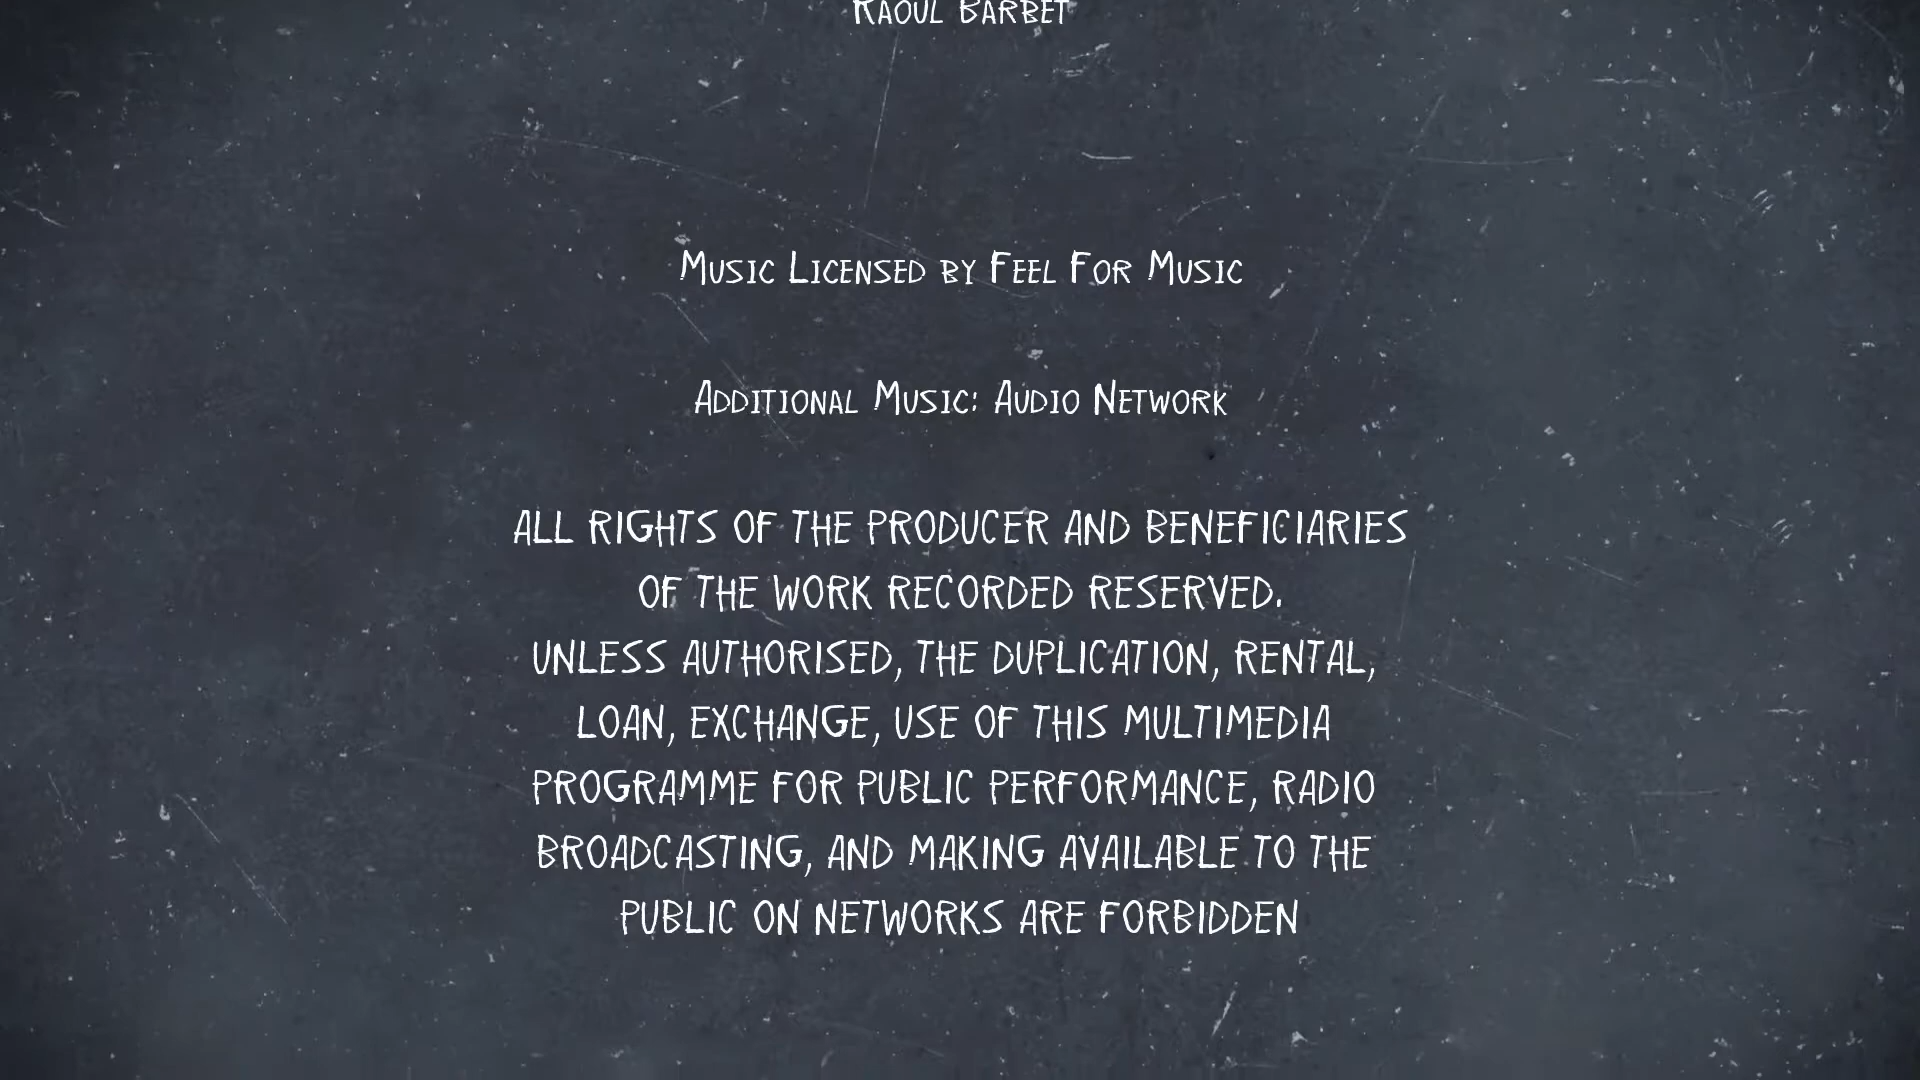 Raoul Barbet
Music Licensed by Feel For Music
Additional Music: Audio Network
ALL RIGHTS OF THE PRODUCER AND BENEFICIARIES
OF THE WORK RECORDED RESERVED.
UNLESS AUTHORISED, THE DUPLICATION, RENTAL,
LOAN, EXCHANGE, USE OF THIS MULTIMEDIA
PROGRAMME FOR PUBLIC PERFORMANCE, RADIO
BROADCASTING, AND MAKING AVAILABLE TO THE
PUBLIC ON NETWORKS ARE FORBIDDEN